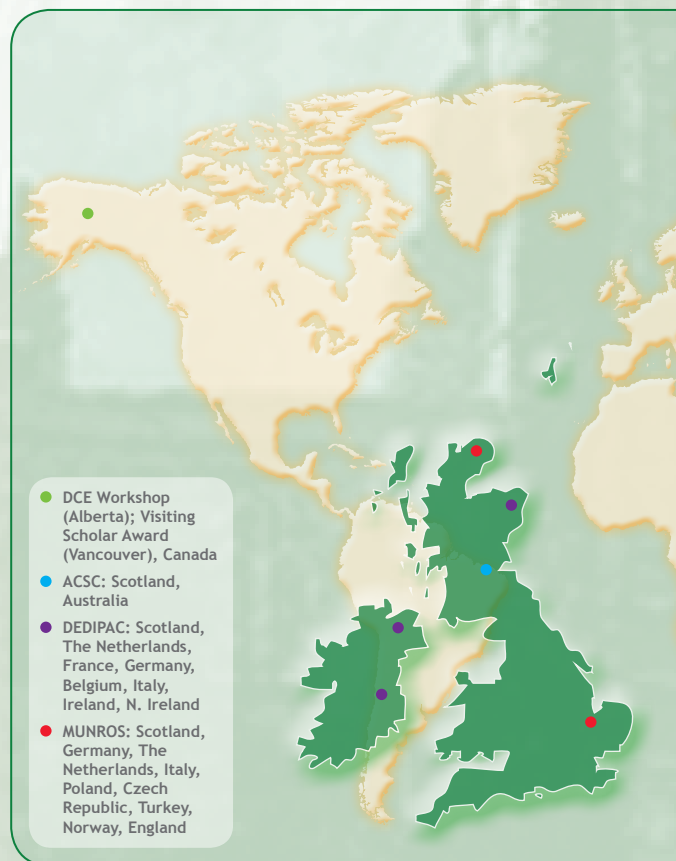 DCE Workshop
(Alberta); Visiting
Scholar Award
(Vancouver), Canada
ACSC: Scotland,
Australia
DEDIPAC: Scotland,
The Netherlands,
France, Germany,
Belgium, Italy,
Ireland, N. Ireland
MUNROS: Scotland,
Germany, The
Netherlands, Italy,
Poland, Czech
Republic, Turkey,
Norway, England